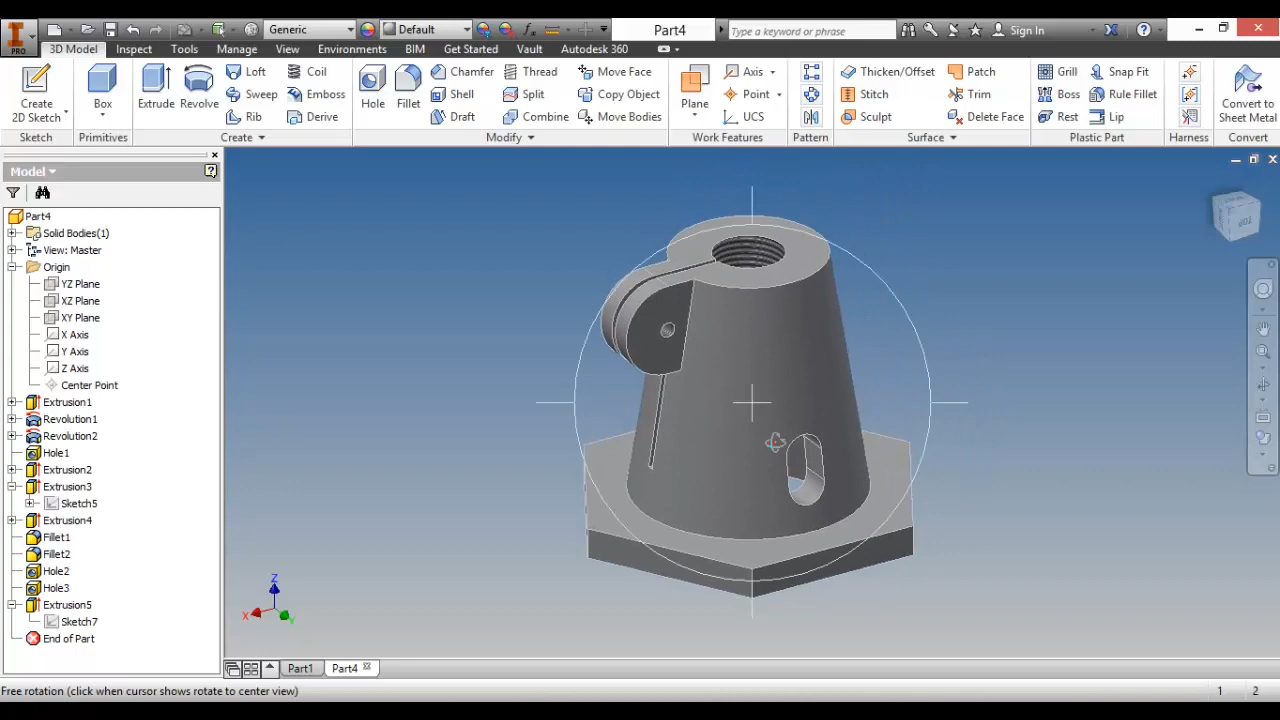 Generic
Default
Part4
Type a keyword or phrase
Sign In
PRO
3D Model
Inspect
Tools
Manage
View
Environments
BIM
Get Started
Vault
Autodesk 360
Create
2D Sketch
Box
Extrude
Revolve
Loft
Sweep
Rib
Coil
Emboss
Derive
Hole
Fillet
Chamfer
Shell
Draft
Thread
Split
Combine
Move Face
Copy Object
Move Bodies
Plane
Axis
Point
UCS
Thicken/Offset
Stitch
Sculpt
Patch
Trim
Delete Face
Grill
Boss
Rest
Snap Fit
Rule Fillet
Lip
Convert to
Sheet Metal
Sketch
Primitives
Create
Modify
Work Features
Pattern
Surface
Plastic Part
Harness
Convert
Model
Part4
Solid Bodies(1)
View: Master
Origin
YZ Plane
XZ Plane
XY Plane
X Axis
Y Axis
Z Axis
Center Point
Extrusion1
Revolution1
Revolution2
Hole1
Extrusion2
Extrusion3
Sketch5
Extrusion4
Fillet1
Fillet2
Hole2
Hole3
Extrusion5
Sketch7
End of Part
TOP
Z
X
Y
Part1
Part4
Free rotation (click when cursor shows rotate to center view)
1
2